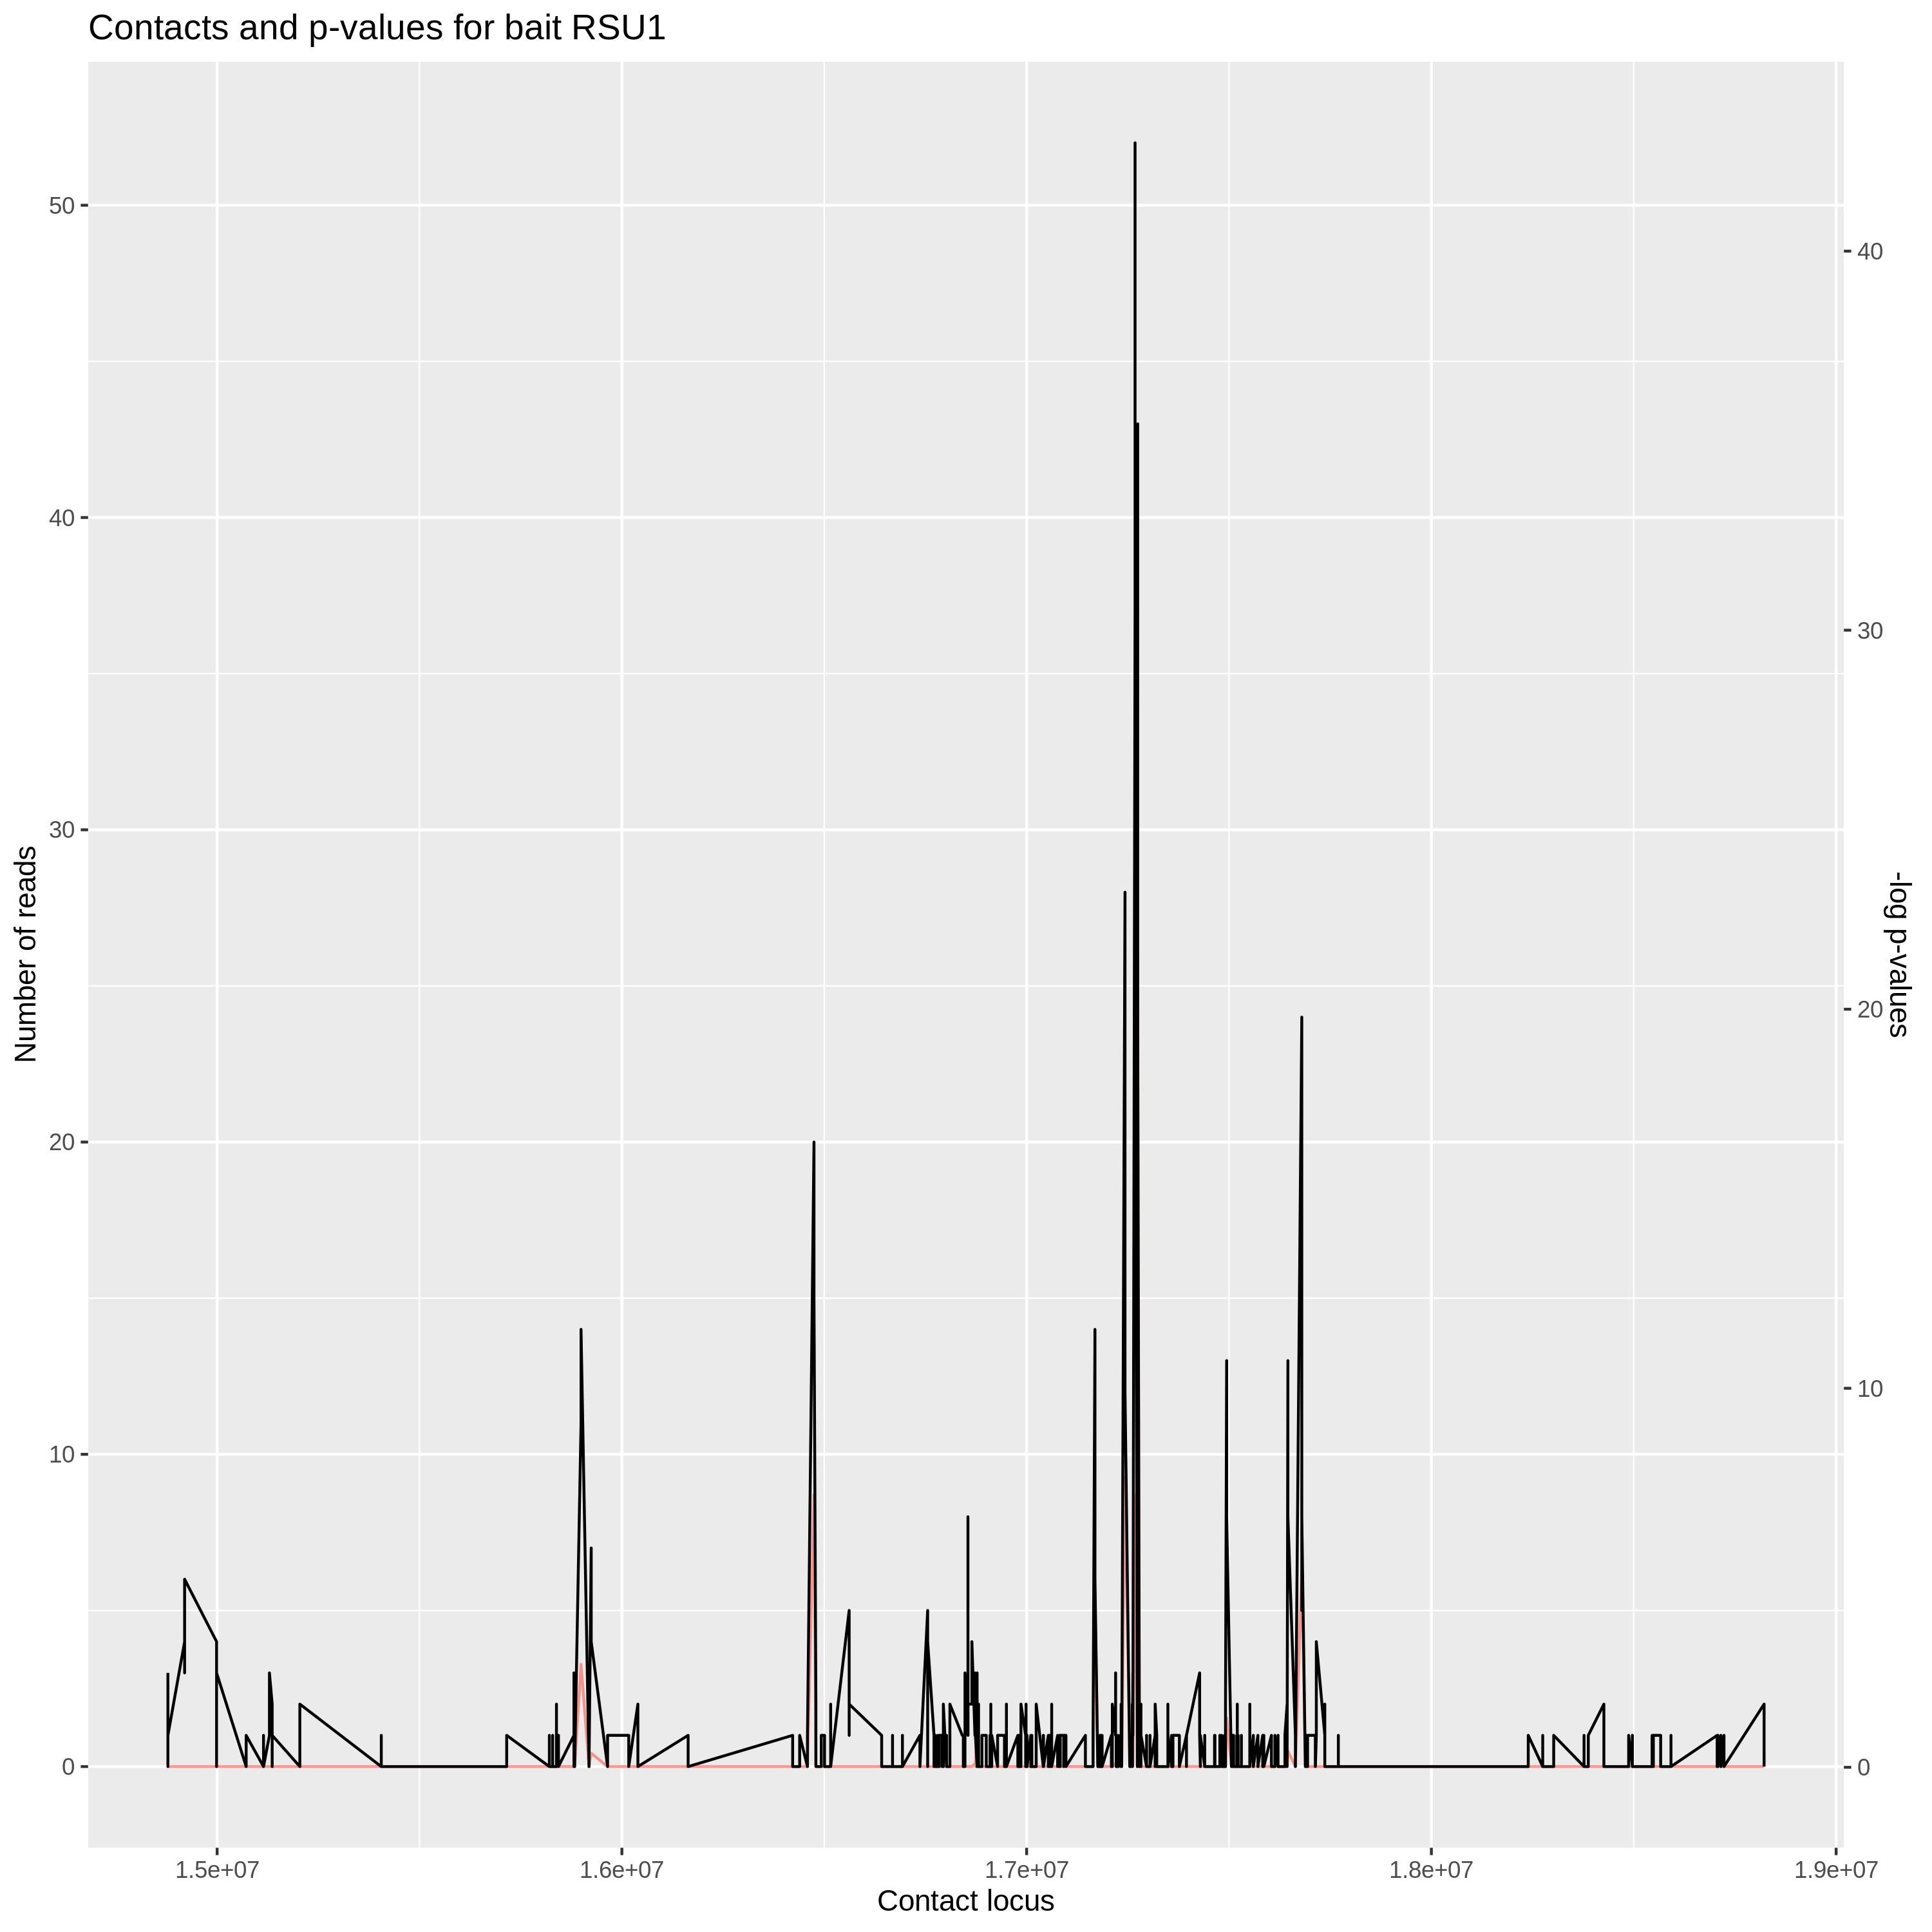 Contacts and p-values for bait RSU1
50
40
30
20
10
0
Number of reads
40
30
20
10
0
-log p-values
1.5e+07 1.6e+07 1.7e+07 1.8e+07 1.9e+07
Contact locus